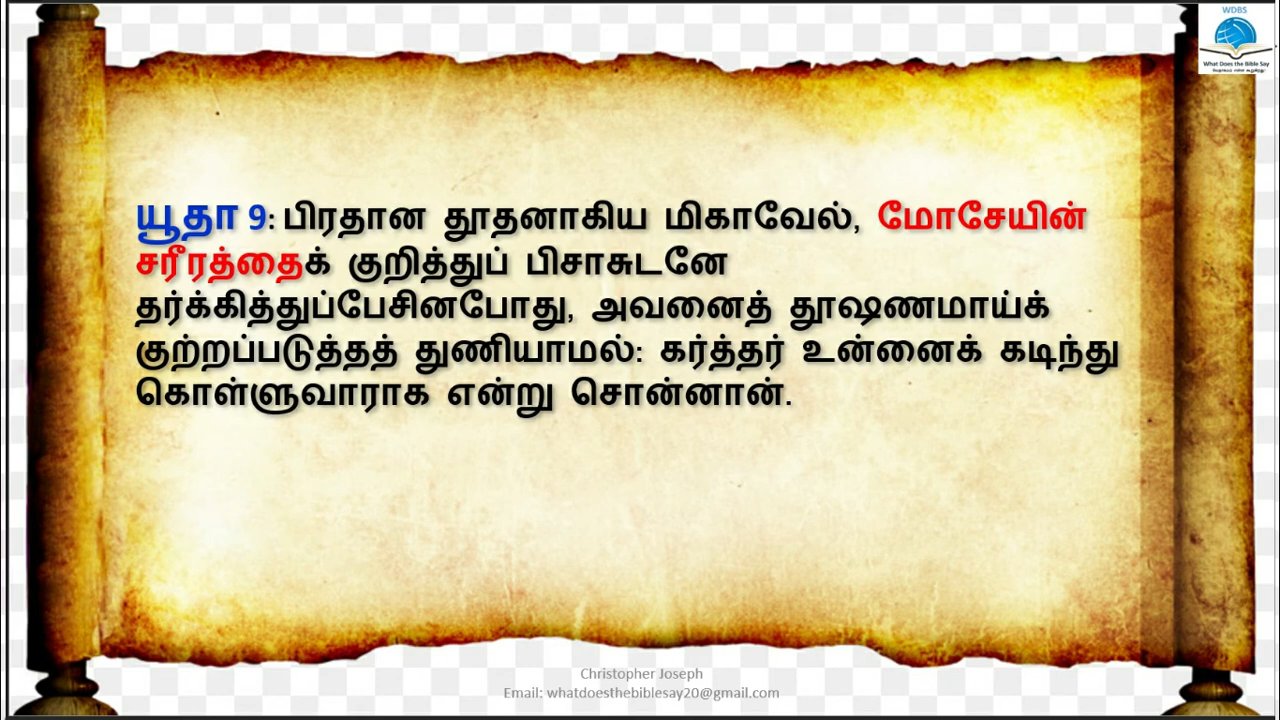 WDBS
What Does the Bible Say
யூதா 9: பிரதான தூதனாகிய மிகாவேல், மோசேயின்
சரீரத்தைக் குறித்துப் பிசாசுடனே
தர்க்கித்துப்பேசினபோது, அவனைத் தூஷணமாய்க்
குற்றப்படுத்தத் துணியாமல்: கர்த்தர் உன்னைக் கடிந்து
கொள்ளுவாராக என்று சொன்னான்.
Christopher Joseph
Email: whatdoesthebiblesay20@gmail.com